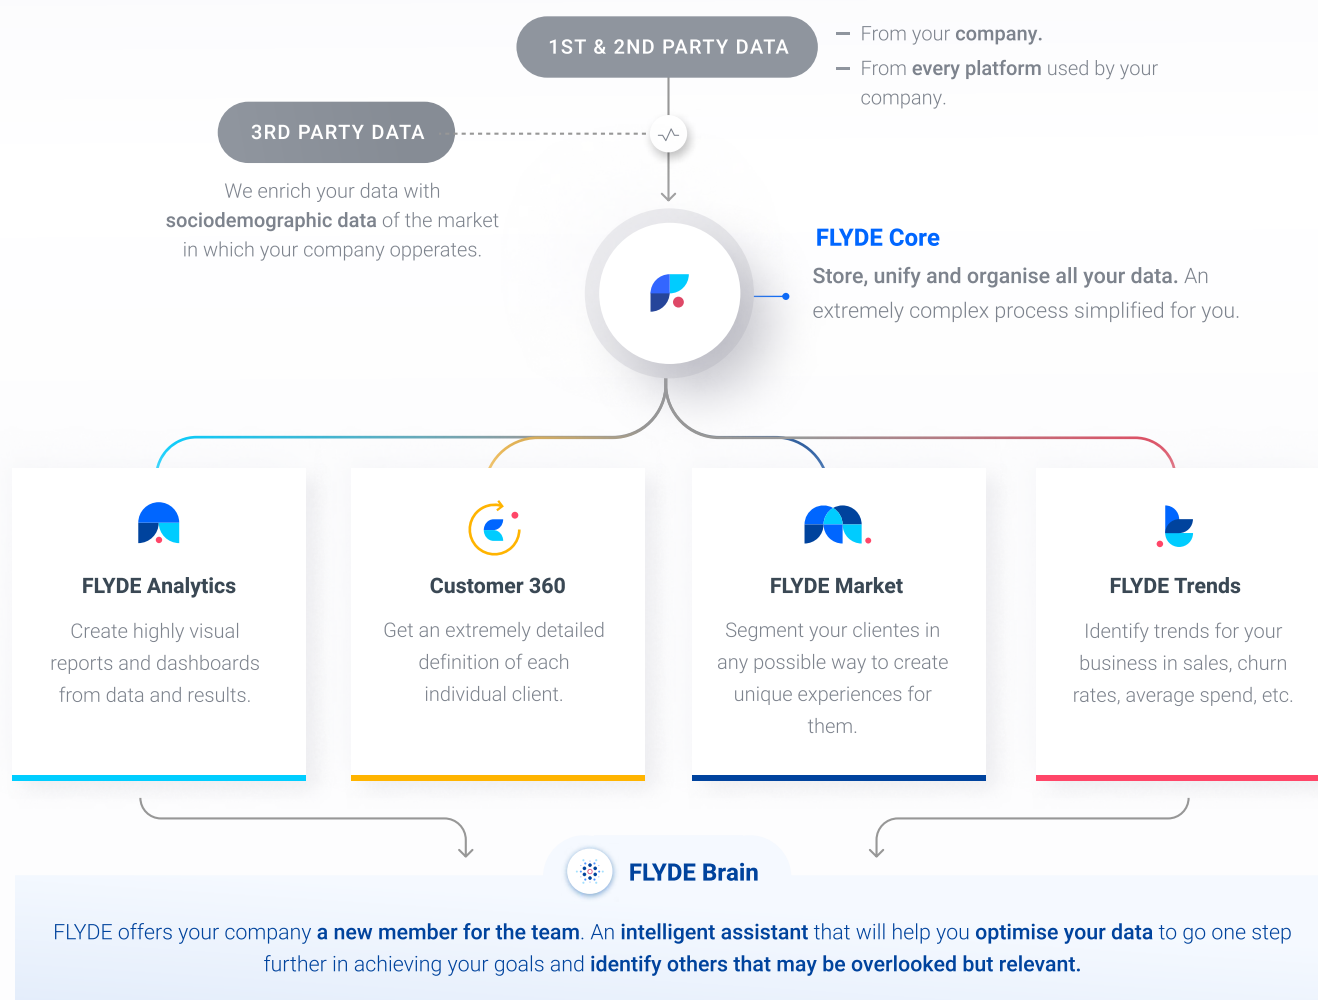 1ST & 2ND PARTY DATA
— From your company.
— From every platform used by your
company.
3RD PARTY DATA
We enrich your data with
sociodemographic data of the market
in which your company opperates.
FLYDE Core
Store, unify and organise all your data. An
extremely complex process simplified for you.
FLYDE Analytics
Create highly visual
reports and dashboards
from data and results.
Customer 360
Get an extremely detailed
definition of each
individual client.
FLYDE Market
Segment your clientes in
any possible way to create
unique experiences for
them.
FLYDE Trends
Identify trends for your
business in sales, churn
rates, average spend, etc.
FLYDE Brain
FLYDE offers your company a new member for the team. An intelligent assistant that will help you optimise your data to go one step
further in achieving your goals and identify others that may be overlooked but relevant.